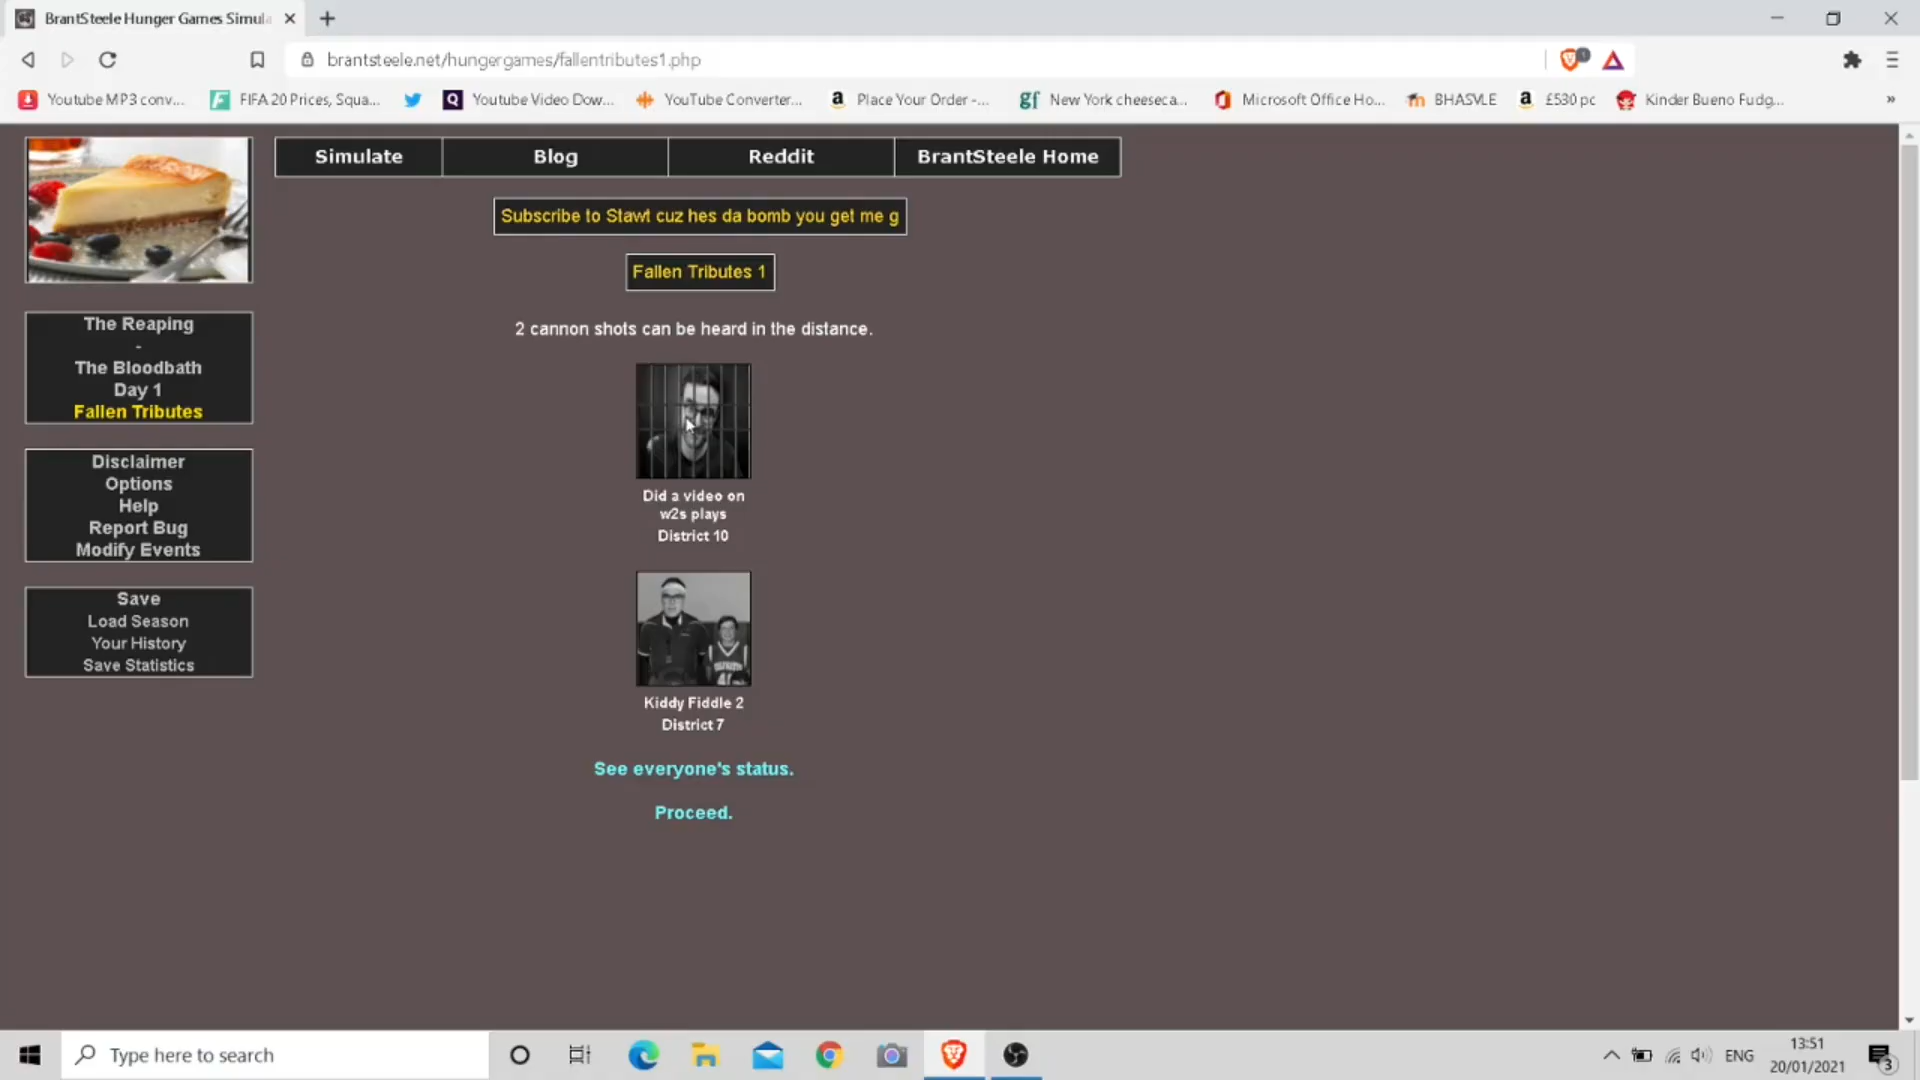 BrantSteele Hunger Games Simula
brantsteele.net/hungergames/fallentributes1.php
Youtube MP3 conv...
FIFA 20 Prices, Squa...
Youtube Video Dow...
YouTube Converter...
Place Your Order -...
New York cheeseca...
Microsoft Office Ho...
BHASVLE
£530 pc
Kinder Bueno Fudg...
»
Simulate
Blog
Reddit
BrantSteele Home
Subscribe to Stawt cuz hes da bomb you get me g
Fallen Tributes 1
2 cannon shots can be heard in the distance.
The Reaping
-
The Bloodbath
Day 1
Fallen Tributes
Disclaimer
Options
Help
Report Bug
Modify Events
Save
Load Season
Your History
Save Statistics
Did a video on
w2s plays
District 10
Kiddy Fiddle 2
District 7
See everyone's status.
Proceed.
Type here to search
ENG
13:51
20/01/2021
3